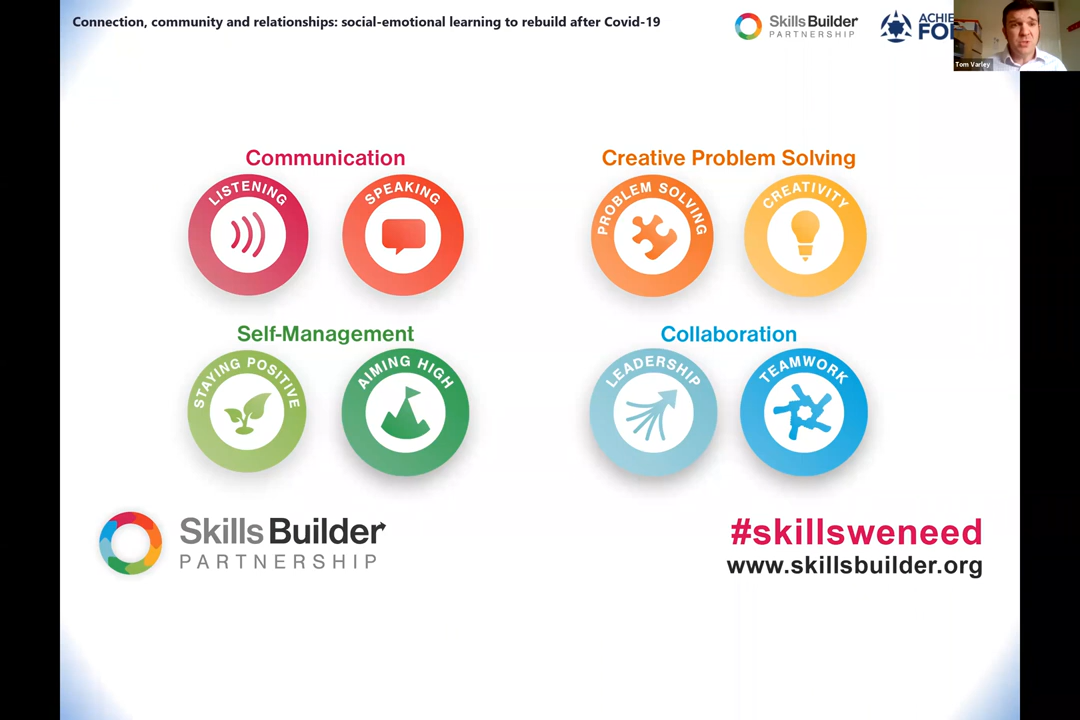 Connection, community and relationships: social-emotional learning to rebuild after Covid-19
Skills Builder
PARTNERSHIP
Tom Varley
Communication
LISTENING
SPEAKING
Creative Problem Solving
PROBLEM SOLVING
CREATIVITY
Self-Management
STAYING POSITIVE
AIMING HIGH
Collaboration
LEADERSHIP
TEAMWORK
Skills Builder
PARTNERSHIP
#skillsweneed
www.skillsbuilder.org